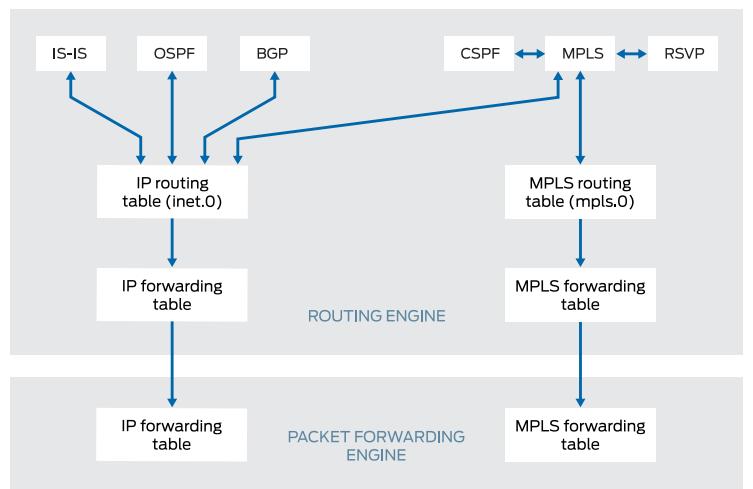 IS-IS
OSPF
BGP
CSPF
MPLS
RSVP
IP routing
table (inet.0)
MPLS routing
table (mpls.0)
IP forwarding
table
MPLS forwarding
table
ROUTING ENGINE
IP forwarding
table
MPLS forwarding
table
PACKET FORWARDING
ENGINE